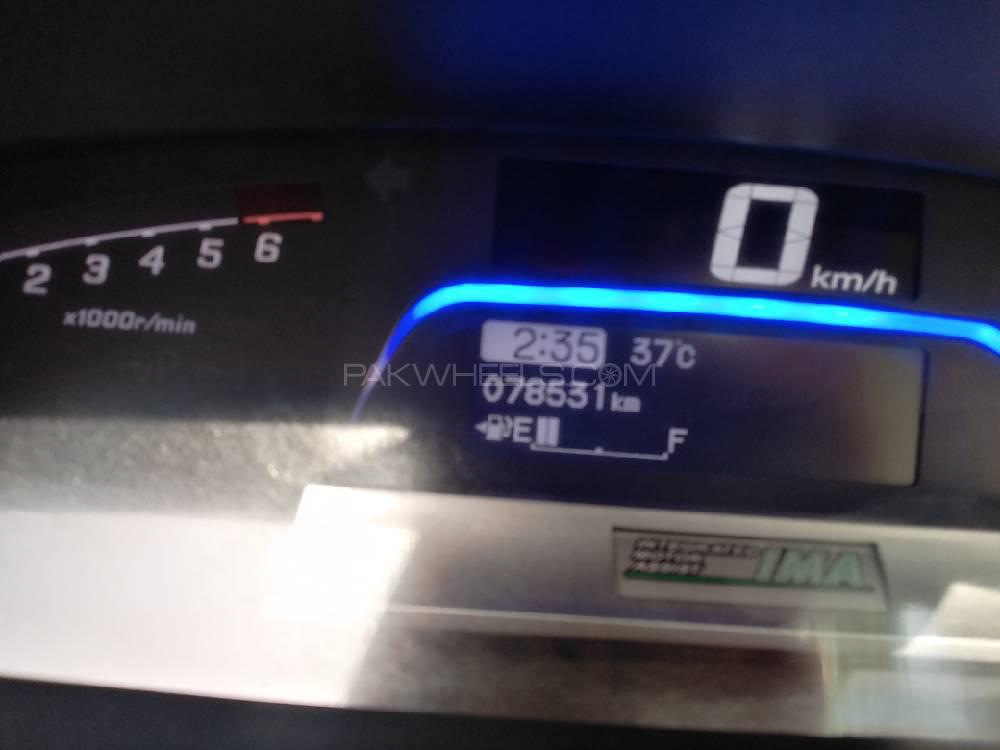 0 km/h
2 3 4 5 6
x1000r/min
2:35 37°C
PAKWHEELS.COM
078531km
E F
INTEGRATED
MOTOR
ASSIST
IMA